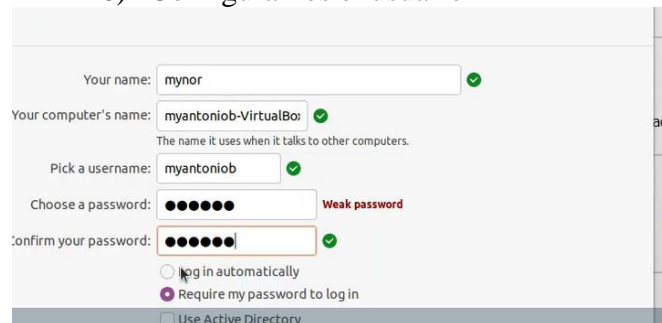 Your name: mynor
Your computer's name: myantoniob-VirtualBo
The name it uses when it talks to other computers.
Pick a username: myantoniob
Choose a password: ●●●●●● Weak password
Confirm your password: ●●●●●●
Log in automatically
Require my password to log in
Use Active Directory